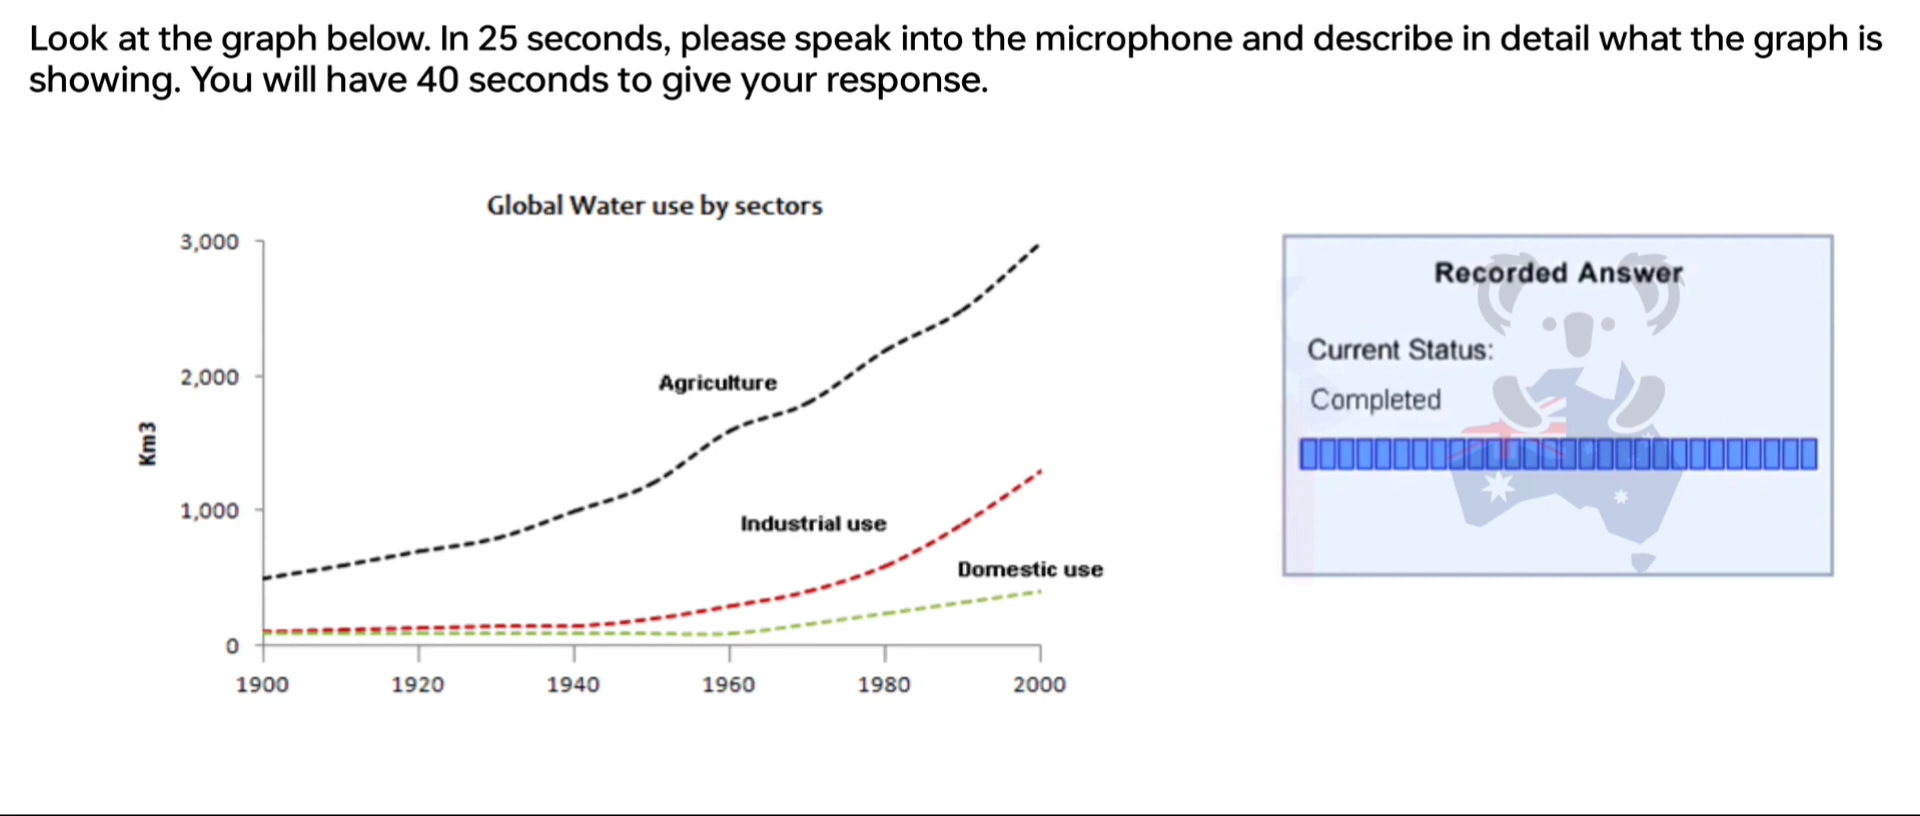 Look at the graph below. In 25 seconds, please speak into the microphone and describe in detail what the graph is
showing. You will have 40 seconds to give your response.
Global Water use by sectors
3,000
2,000
1,000
0
Km3
Agriculture
Industrial use
Domestic use
1900 1920 1940 1960 1980 2000
Recorded Answer
Current Status:
Completed